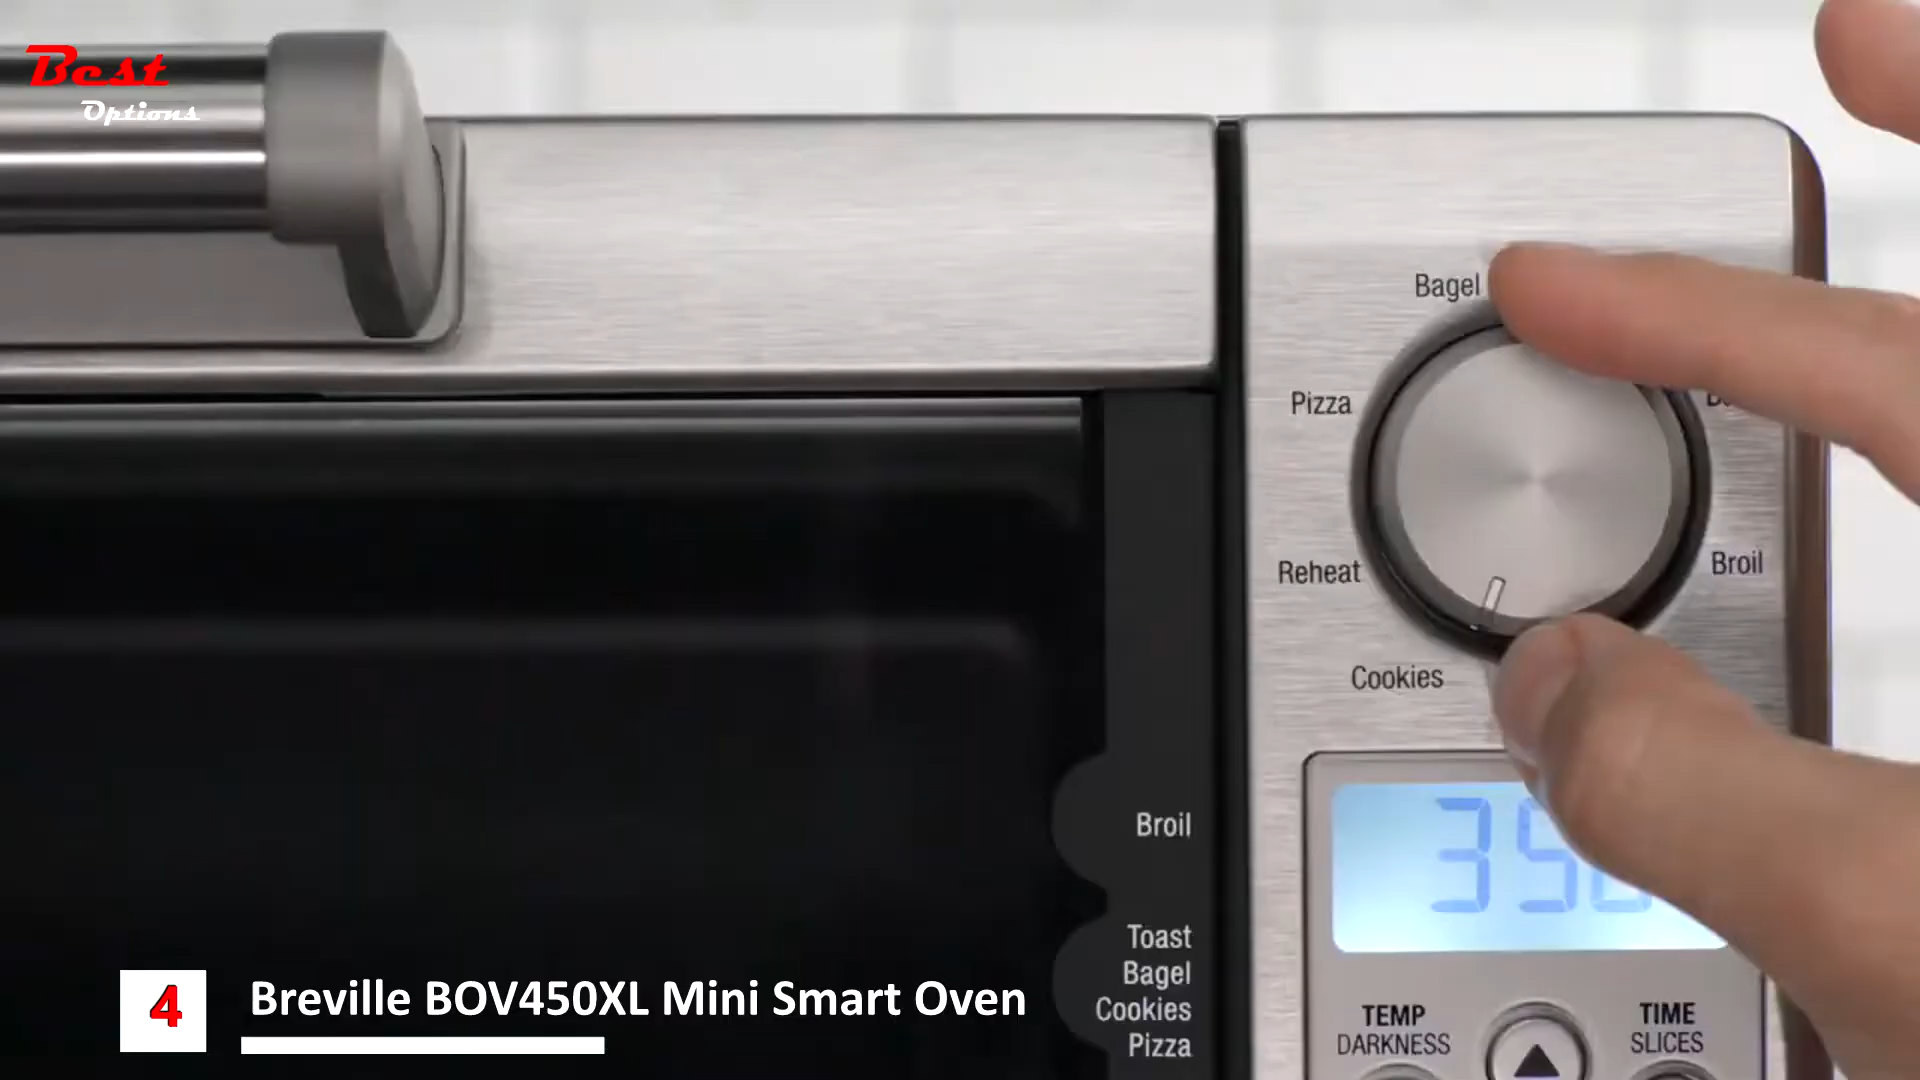 Best
Options
Bagel
Pizza
Reheat
Broil
Cookies
Broil
Toast
Bagel
Cookies
Pizza
350
TEMP
DARKNESS
TIME
SLICES
4
Breville BOV450XL Mini Smart Oven